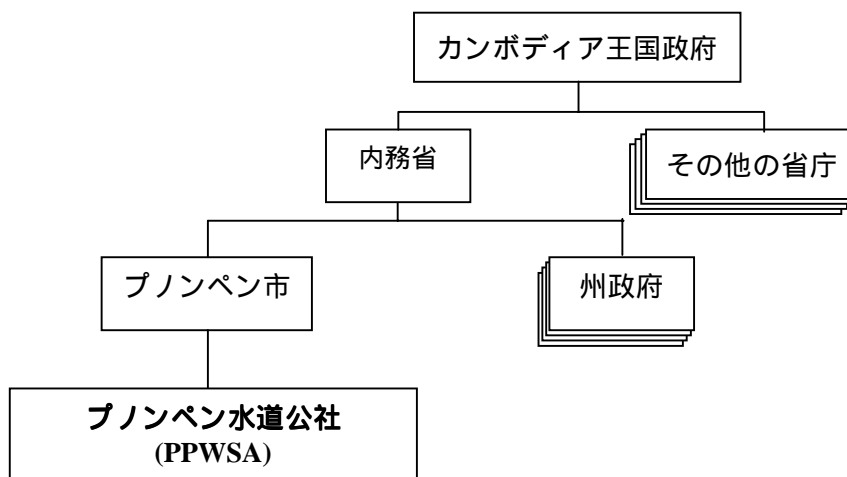 カンボディア王国政府
内務省
その他の省庁
プノンペン市
州政府
プノンペン水道公社
(PPWSA)